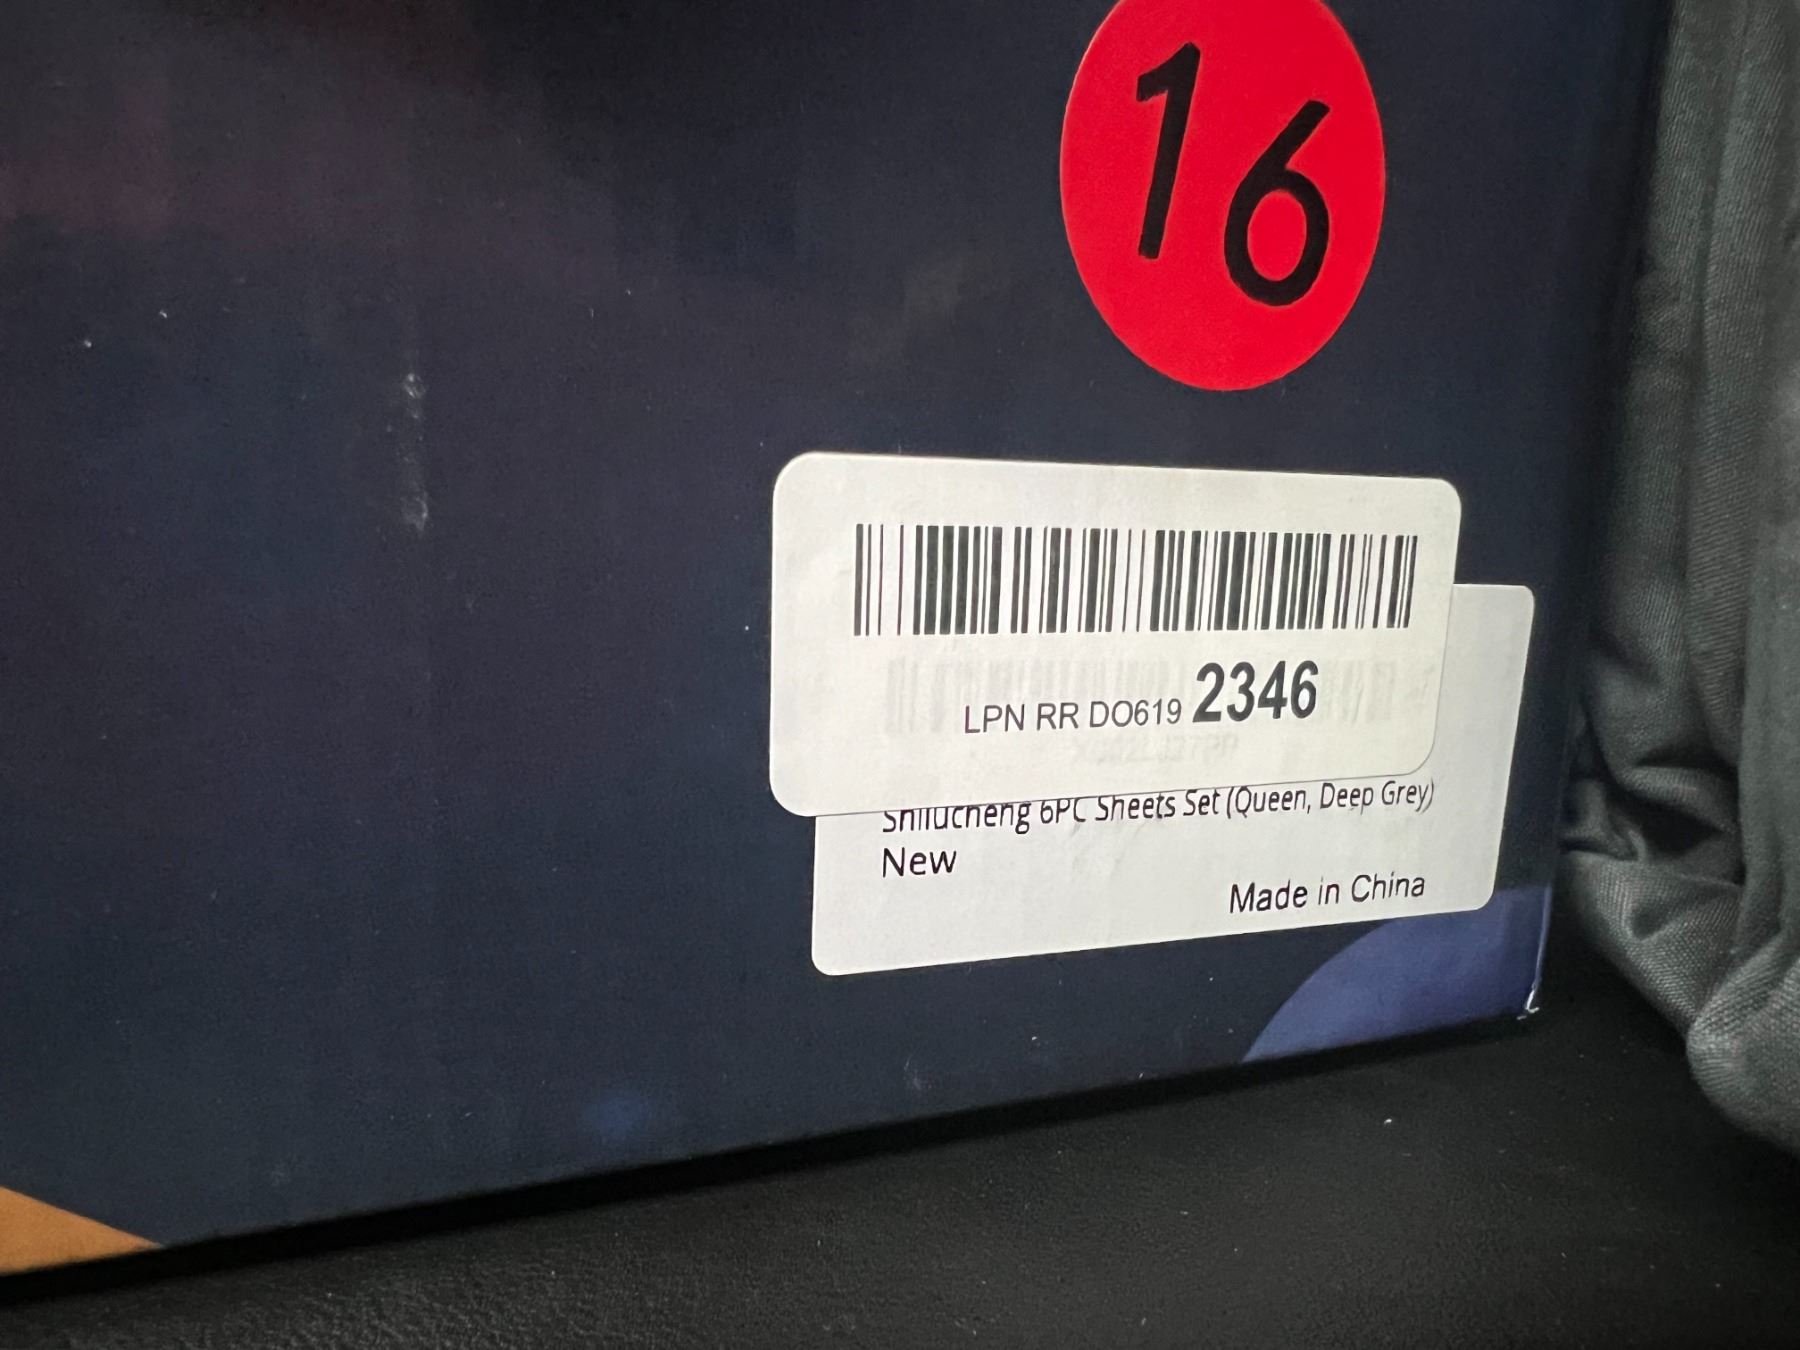 16
LPN RR DO619 2346
Shilucheng 6PC Sheets Set (Queen, Deep Grey)
New
Made in China